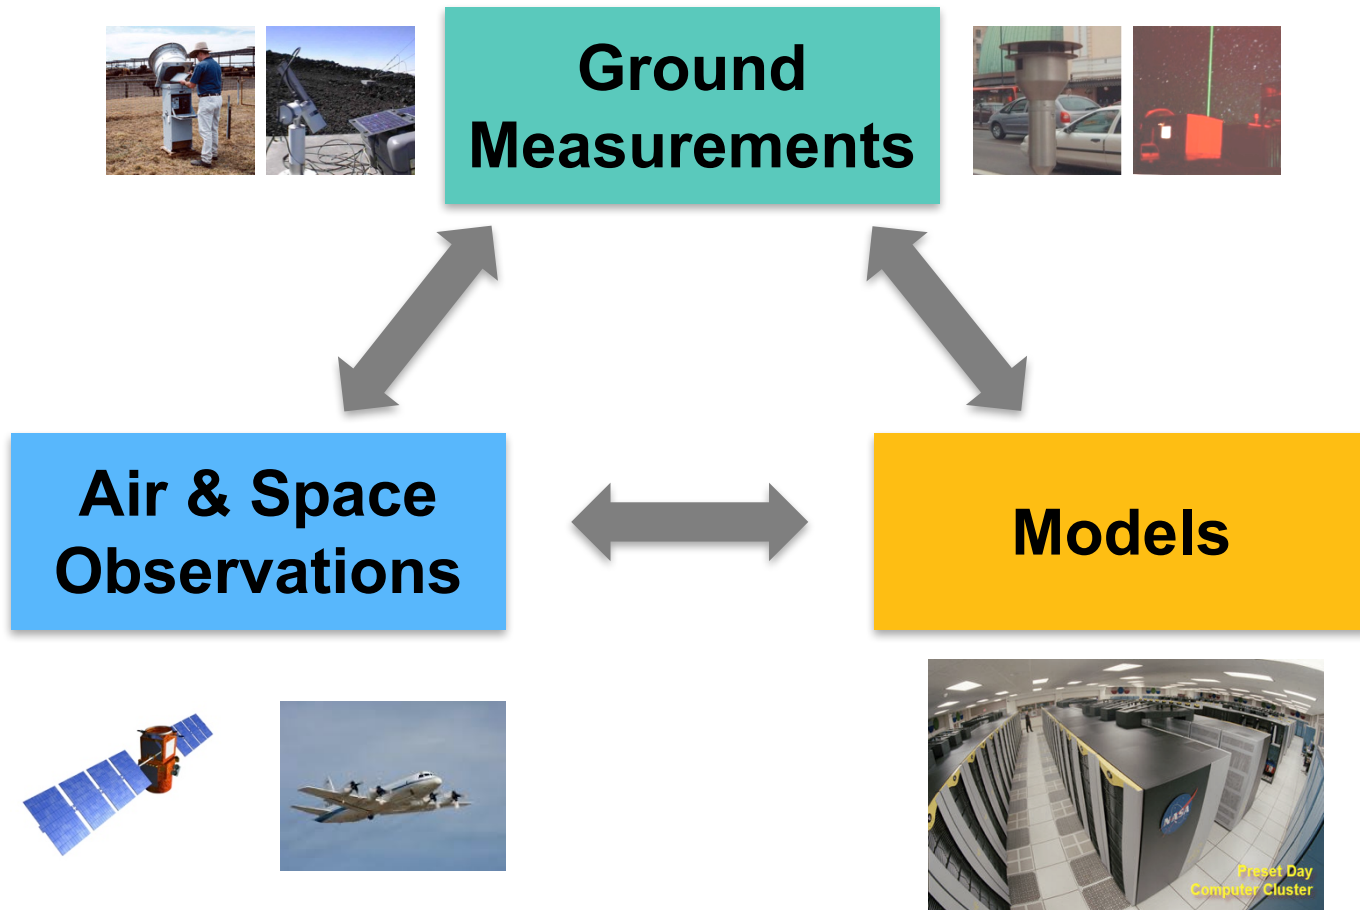 Ground
Measurements
Air & Space
Observations
Models
NASA
Preset Day
Computer Cluster